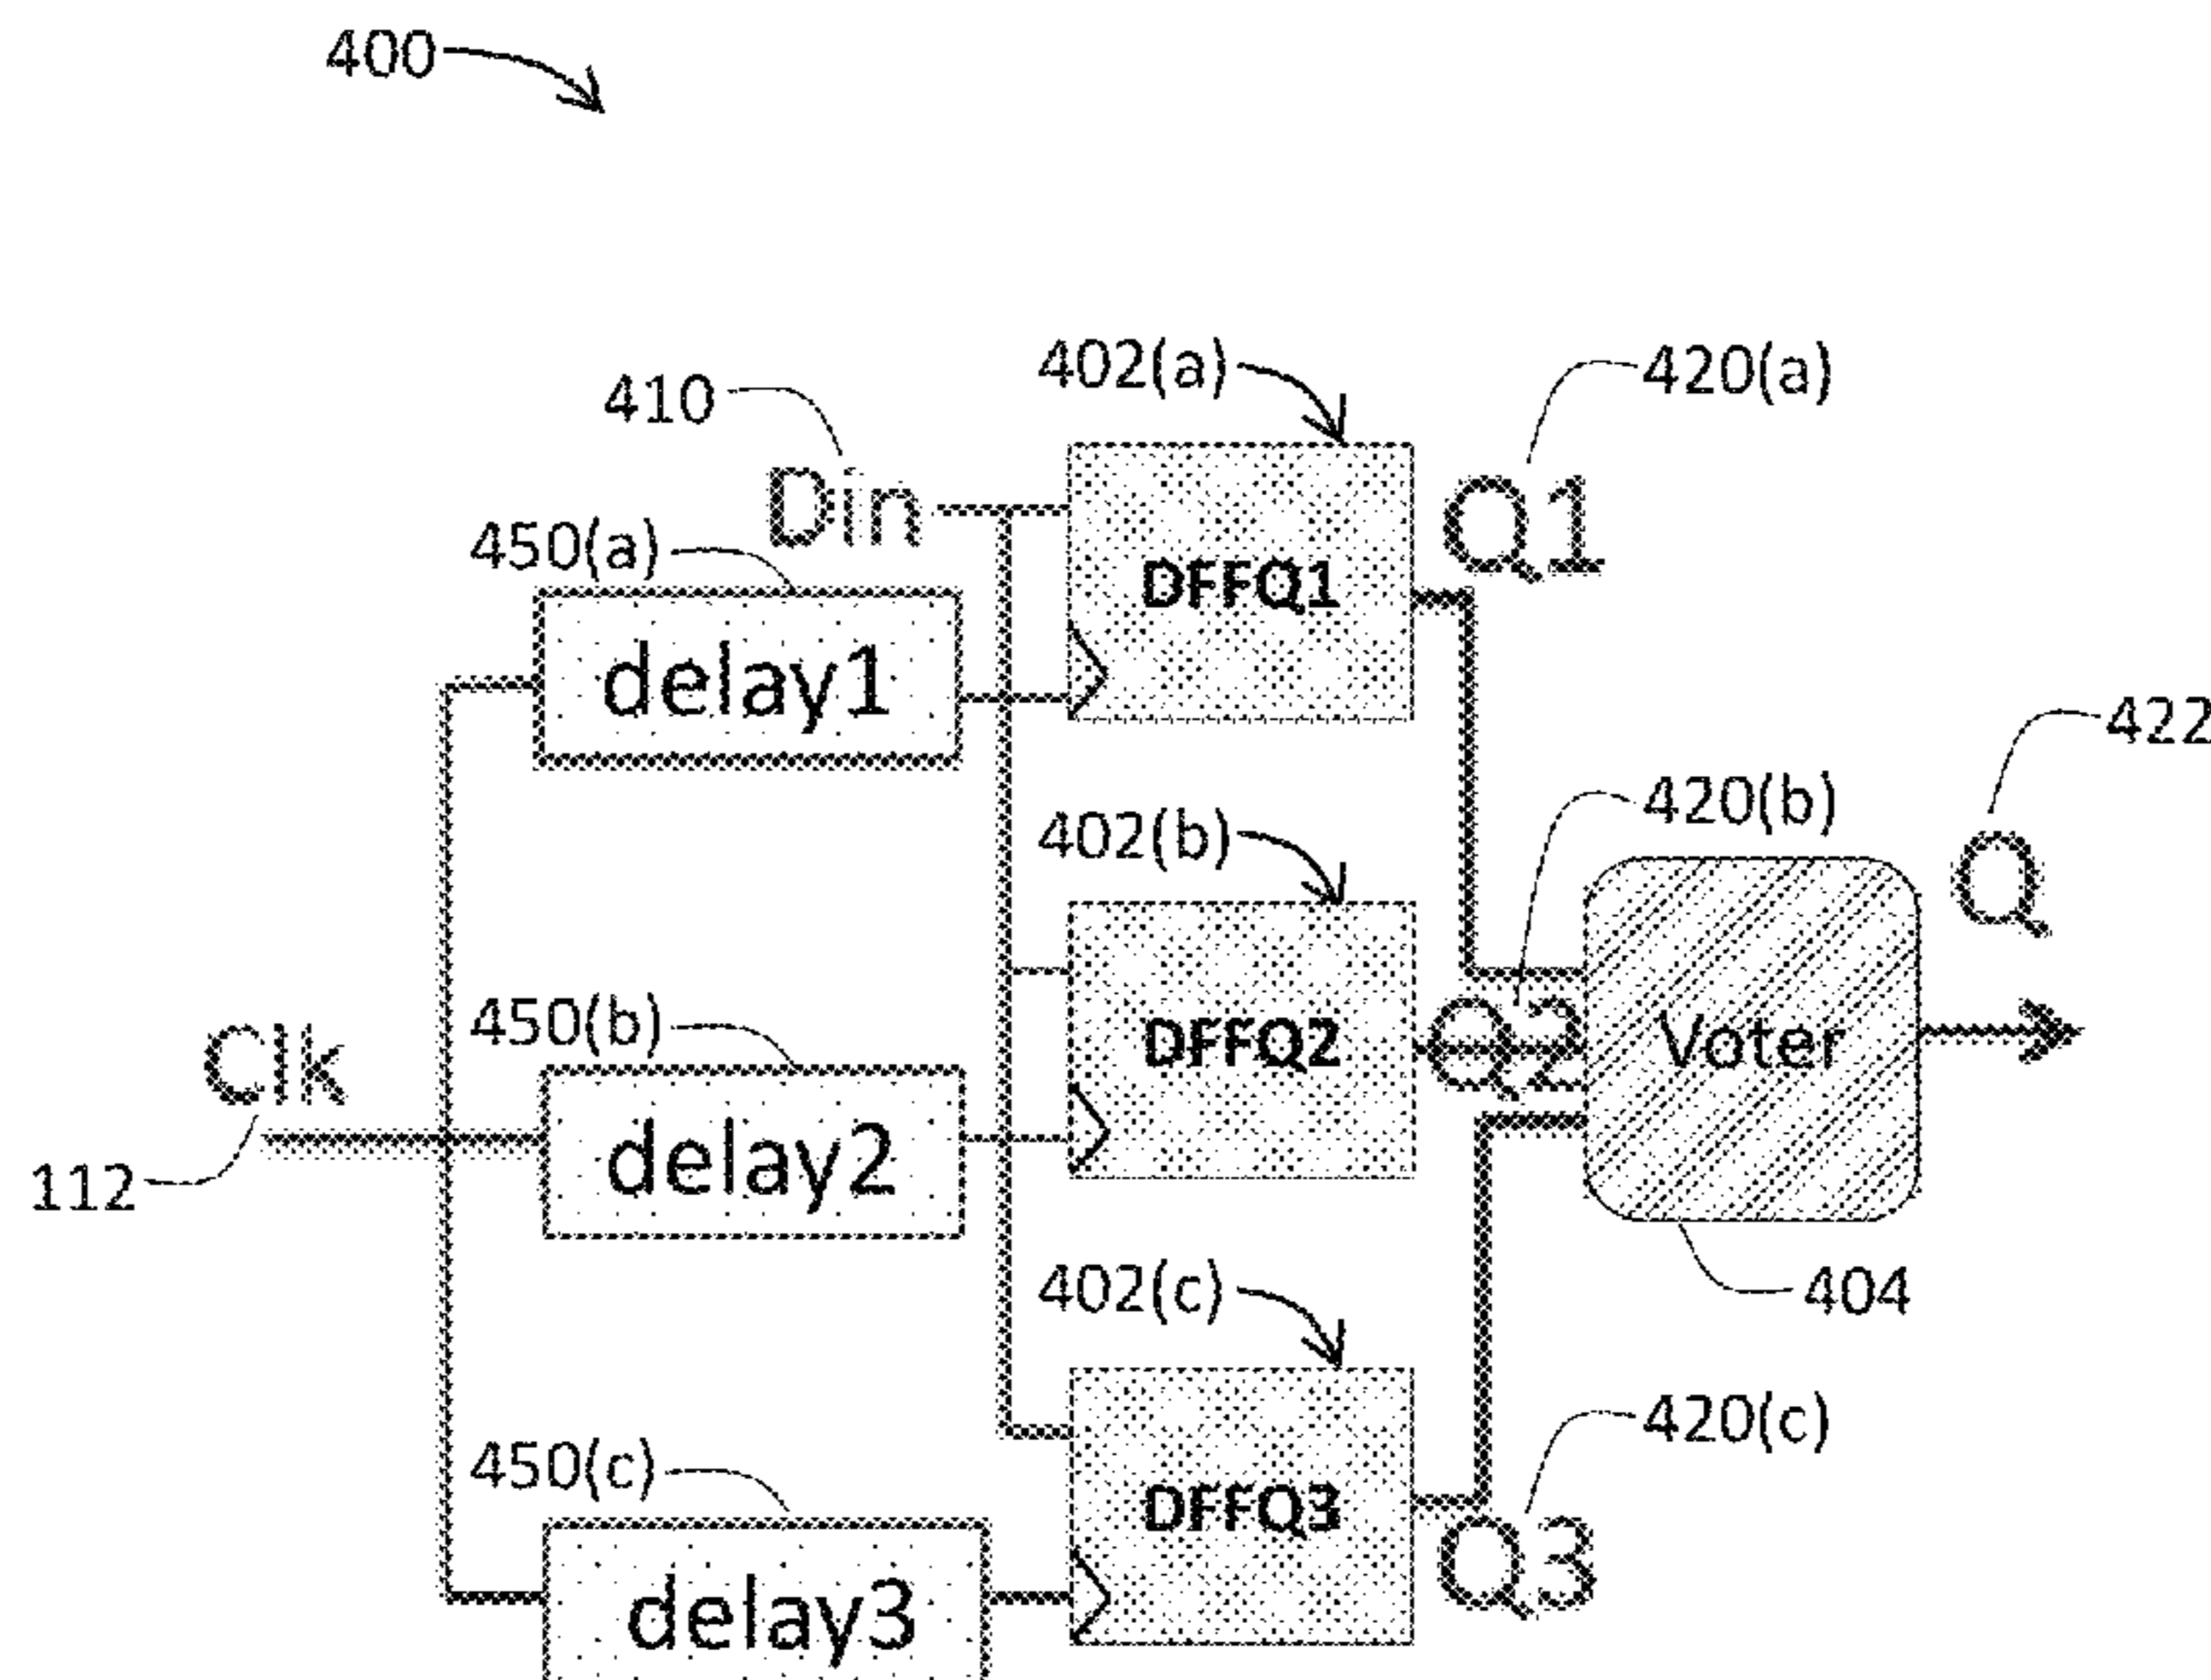 400
402(a)
420(a)
410
Din
Q1
450(a)
DFFQ1
delay1
422
402(b)
420(b)
Q
Clk
450(b)
DFFQ2
Q2
Voter
delay2
112
402(c)
404
450(c)
420(c)
DFFQ3
Q3
delay3